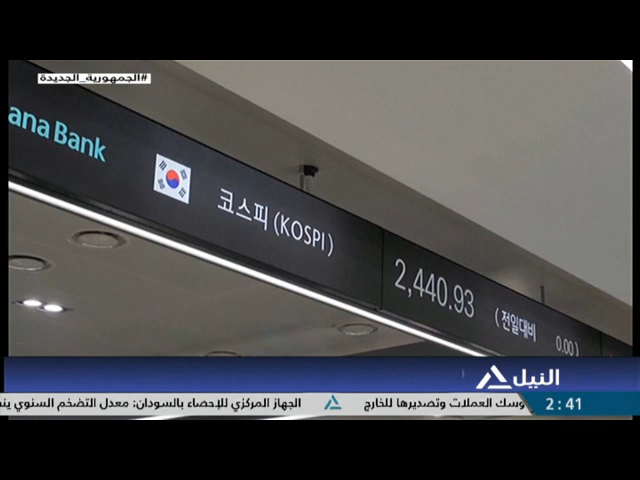 #الجمهورية_الجديدة
ana Bank
코스피 (KOSPI)
2,440.93
(전일대비 0.00)
النيل
2:41
وسك العملات وتصديرها للخارج
الجهاز المركزي للإحصاء بالسودان: معدل التضخم السنوي